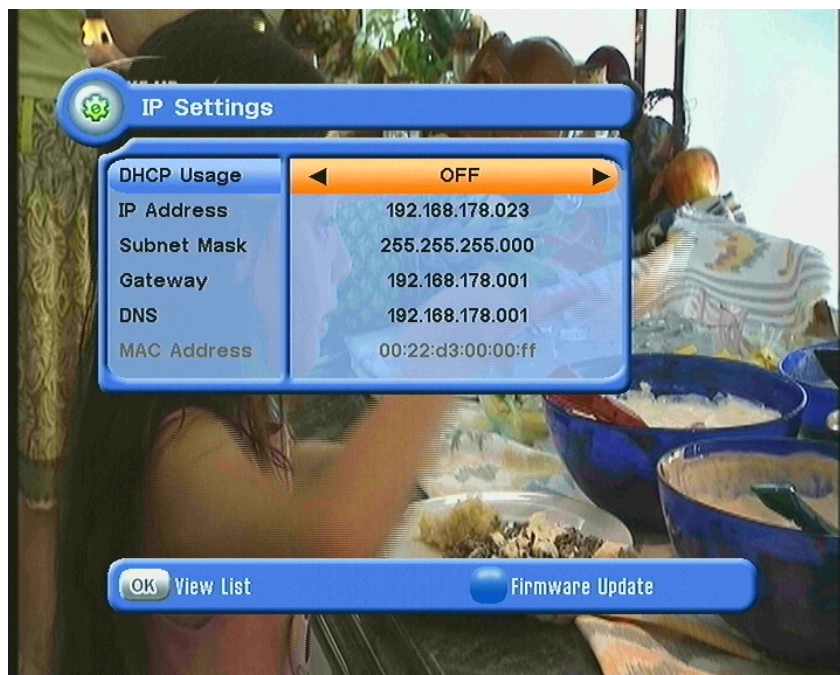 IP Settings
DHCP Usage OFF
IP Address 192.168.178.023
Subnet Mask 255.255.255.000
Gateway 192.168.178.001
DNS 192.168.178.001
MAC Address 00:22:d3:00:00:ff
OK View List Firmware Update